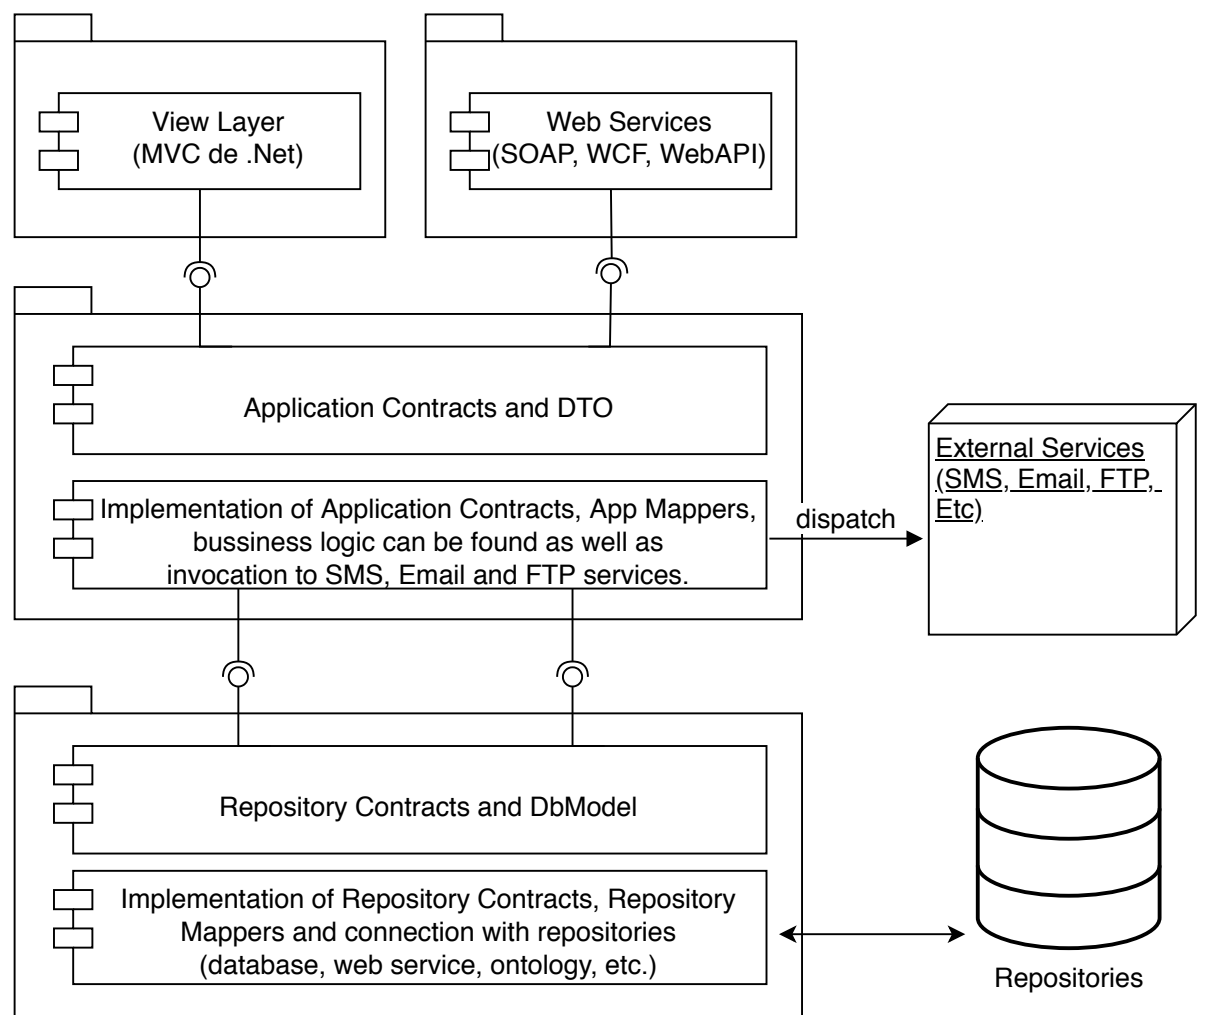 View Layer
(MVC de .Net)
Web Services
(SOAP, WCF, WebAPI)
Application Contracts and DTO
Implementation of Application Contracts, App Mappers,
bussiness logic can be found as well as
invocation to SMS, Email and FTP services.
dispatch
External Services
(SMS, Email, FTP,
Etc)
Repository Contracts and DbModel
Implementation of Repository Contracts, Repository
Mappers and connection with repositories
(database, web service, ontology, etc.)
Repositories